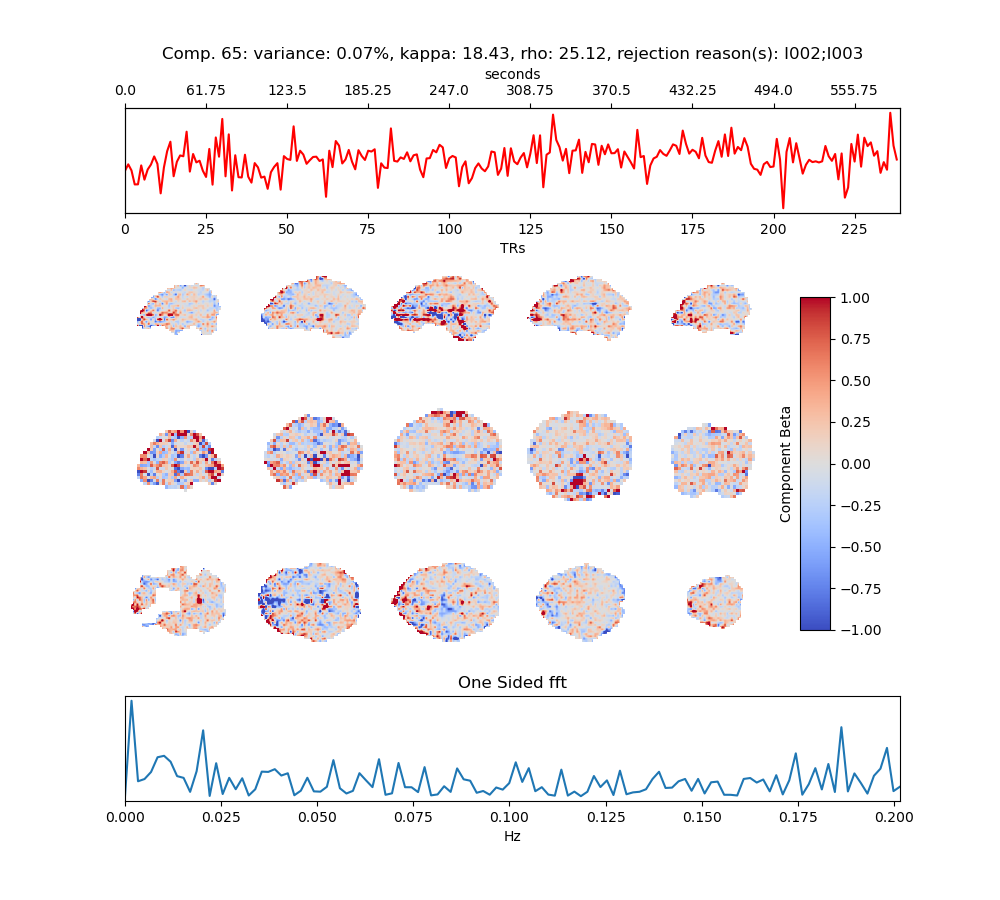 Comp. 65: variance: 0.07%, kappa: 18.43, rho: 25.12, rejection reason(s): I002;I003
seconds
0.0 61.75 123.5 185.25 247.0 308.75 370.5 432.25 494.0 555.75
0 25 50 75 100 125 150 175 200 225
TRs
1.00
0.75
0.50
0.25
0.00
−0.25
−0.50
−0.75
−1.00
Component Beta
One Sided fft
0.000 0.025 0.050 0.075 0.100 0.125 0.150 0.175 0.200
Hz